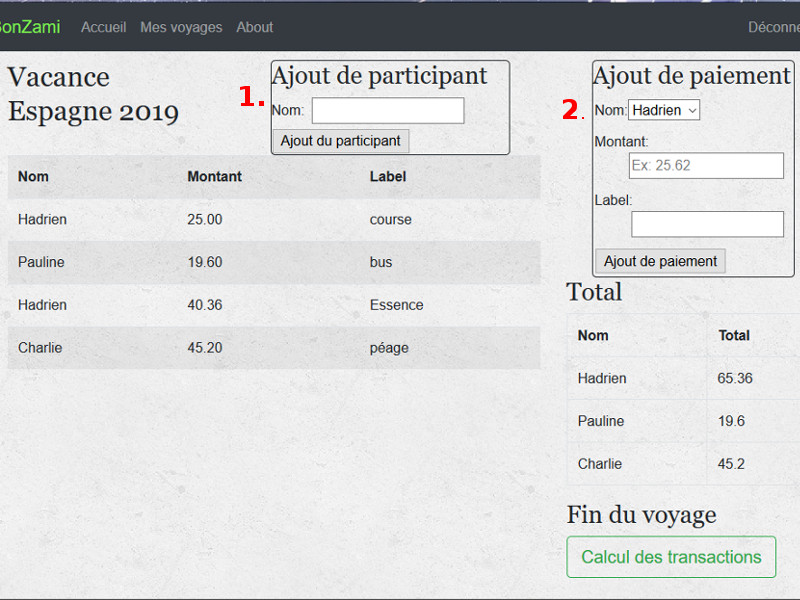 BonZami Accueil Mes voyages About Déconne
Vacance
Espagne 2019
1.
Ajout de participant
Nom:
Ajout du participant
2.
Ajout de paiement
Nom: Hadrien
Montant:
Ex: 25.62
Label:
Ajout de paiement
Nom Montant Label
Hadrien 25.00 course
Pauline 19.60 bus
Hadrien 40.36 Essence
Charlie 45.20 péage
Total
Nom Total
Hadrien 65.36
Pauline 19.6
Charlie 45.2
Fin du voyage
Calcul des transactions